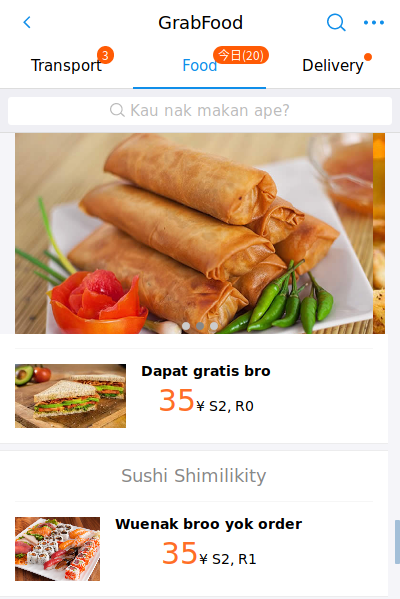 GrabFood
Transport 3
Food 今日(20)
Delivery
Kau nak makan ape?
Dapat gratis bro
35¥ S2, R0
Sushi Shimilikity
Wuenak broo yok order
35¥ S2, R1